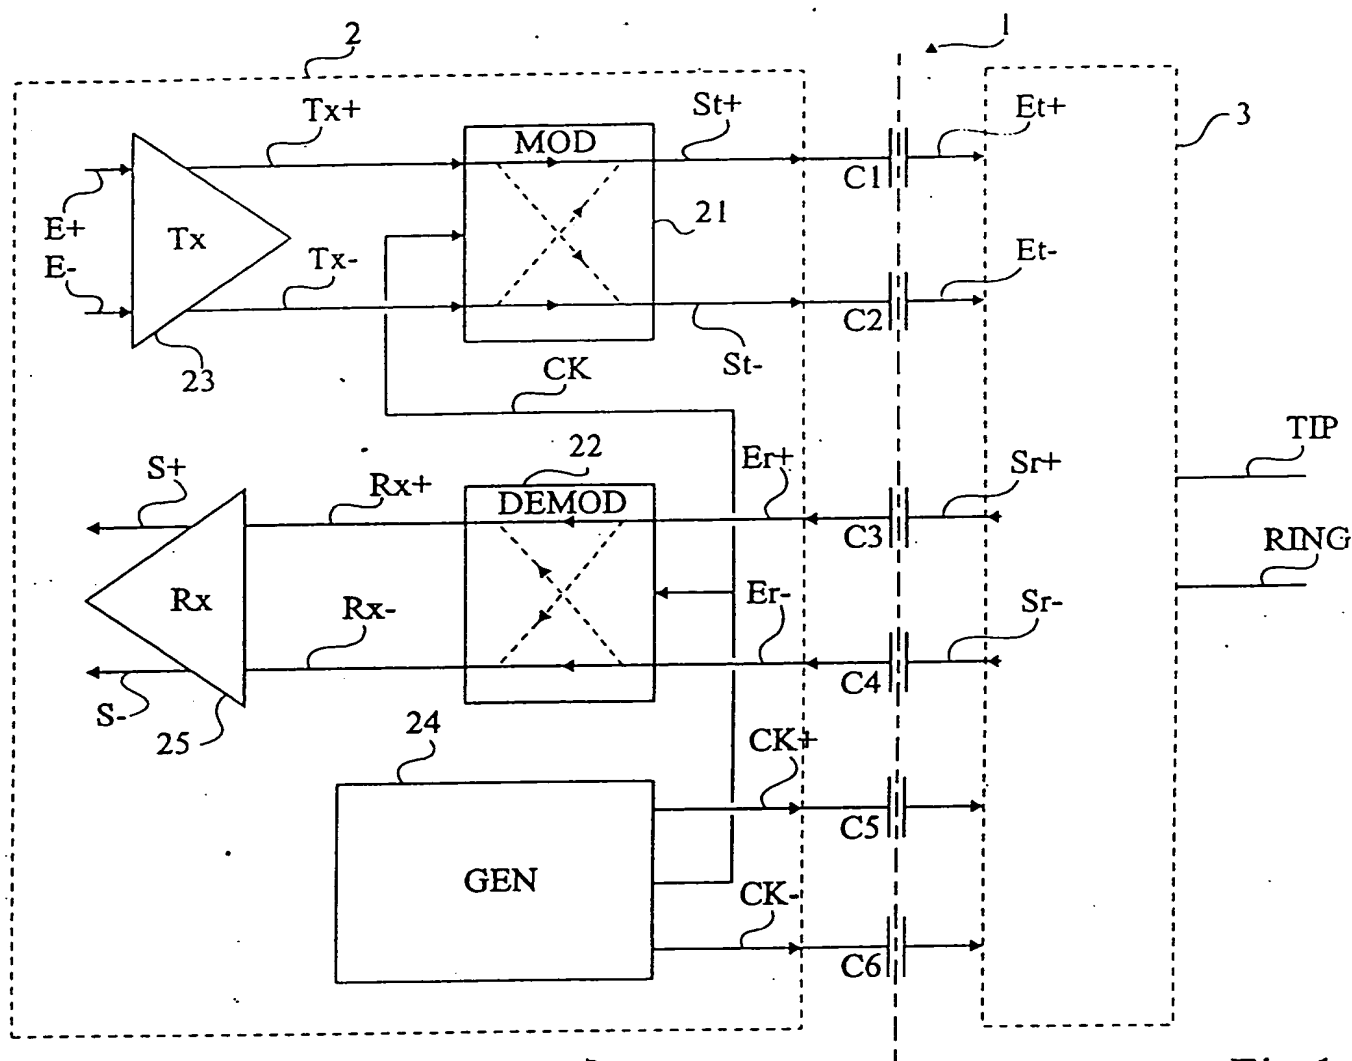 1
2
Tx+
MOD
St+
Et+
3
C1
E+
E-
Tx
21
Tx-
Et-
C2
23
CK
St-
TIP
S+
Rx+
22
DEMOD
Er+
Sr+
C3
RING
Rx
Rx-
Er-
Sr-
C4
S-
25
24
CK+
C5
GEN
CK-
C6